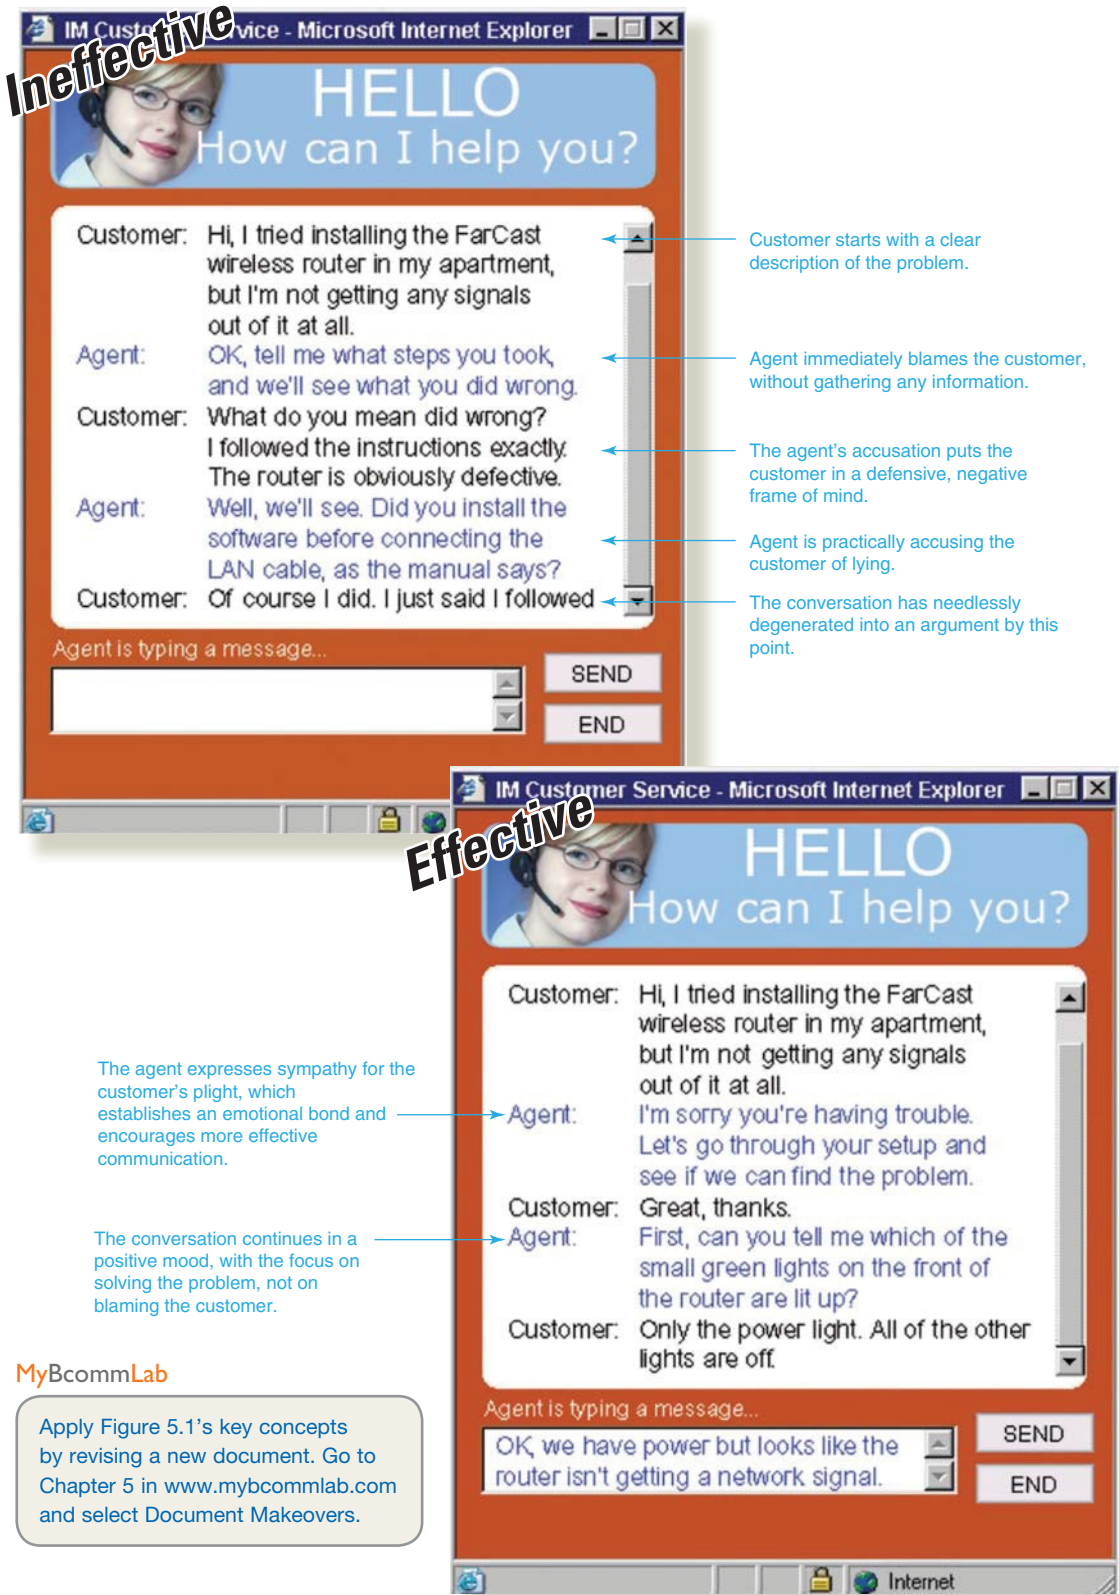 IM Customer Service - Microsoft Internet Explorer
Ineffective
HELLO
How can I help you?
Customer: Hi, I tried installing the FarCast
wireless router in my apartment,
but I'm not getting any signals
out of it at all.
Agent: OK, tell me what steps you took,
and we'll see what you did wrong.
Customer: What do you mean did wrong?
I followed the instructions exactly.
The router is obviously defective.
Agent: Well, we'll see. Did you install the
software before connecting the
LAN cable, as the manual says?
Customer: Of course I did. I just said I followed
Agent is typing a message...
SEND
END
Customer starts with a clear
description of the problem.
Agent immediately blames the customer,
without gathering any information.
The agent's accusation puts the
customer in a defensive, negative
frame of mind.
Agent is practically accusing the
customer of lying.
The conversation has needlessly
degenerated into an argument by this
point.
IM Customer Service - Microsoft Internet Explorer
Effective
HELLO
How can I help you?
Customer: Hi, I tried installing the FarCast
wireless router in my apartment,
but I'm not getting any signals
out of it at all.
Agent: I'm sorry you're having trouble.
Let's go through your setup and
see if we can find the problem.
Customer: Great, thanks.
Agent: First, can you tell me which of the
small green lights on the front of
the router are lit up?
Customer: Only the power light. All of the other
lights are off.
Agent is typing a message...
OK, we have power but looks like the
router isn't getting a network signal.
SEND
END
Internet
The agent expresses sympathy for the
customer's plight, which
establishes an emotional bond and
encourages more effective
communication.
The conversation continues in a
positive mood, with the focus on
solving the problem, not on
blaming the customer.
MyBcommLab
Apply Figure 5.1's key concepts
by revising a new document. Go to
Chapter 5 in www.mybcommlab.com
and select Document Makeovers.